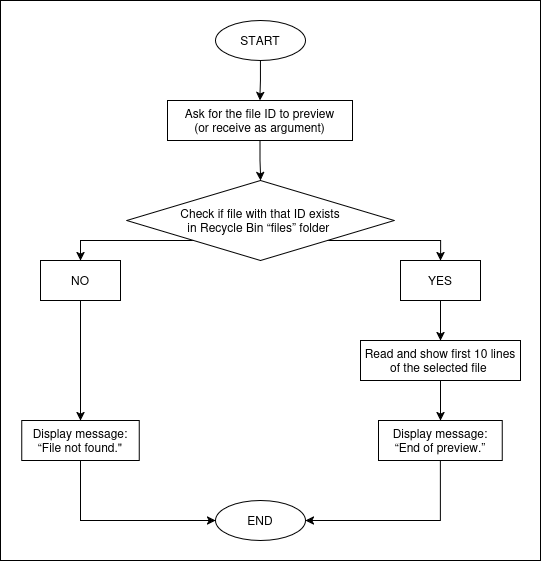 START
Ask for the file ID to preview
(or receive as argument)
Check if file with that ID exists
in Recycle Bin “files” folder
NO
YES
Read and show first 10 lines
of the selected file
Display message:
“File not found."
Display message:
“End of preview.”
END